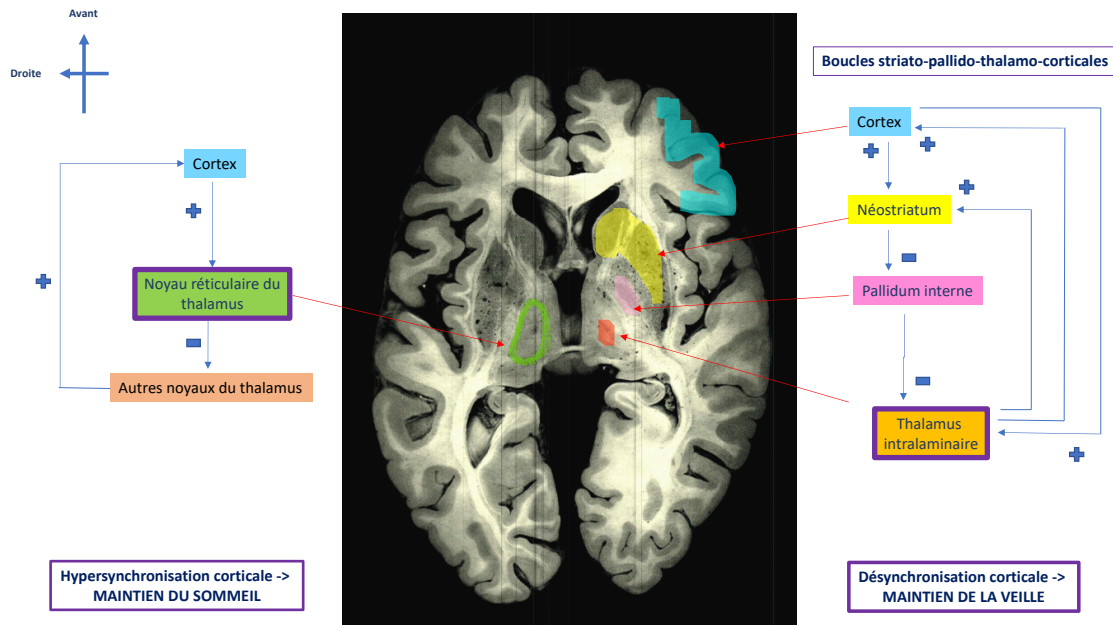 Avant
Droite
Cortex
Noyau réticulaire du
thalamus
Autres noyaux du thalamus
Hypersynchronisation corticale ->
MAINTIEN DU SOMMEIL
Boucles striato-pallido-thalamo-corticales
Cortex
Néostriatum
Pallidum interne
Thalamus
intralaminaire
Désynchronisation corticale ->
MAINTIEN DE LA VEILLE